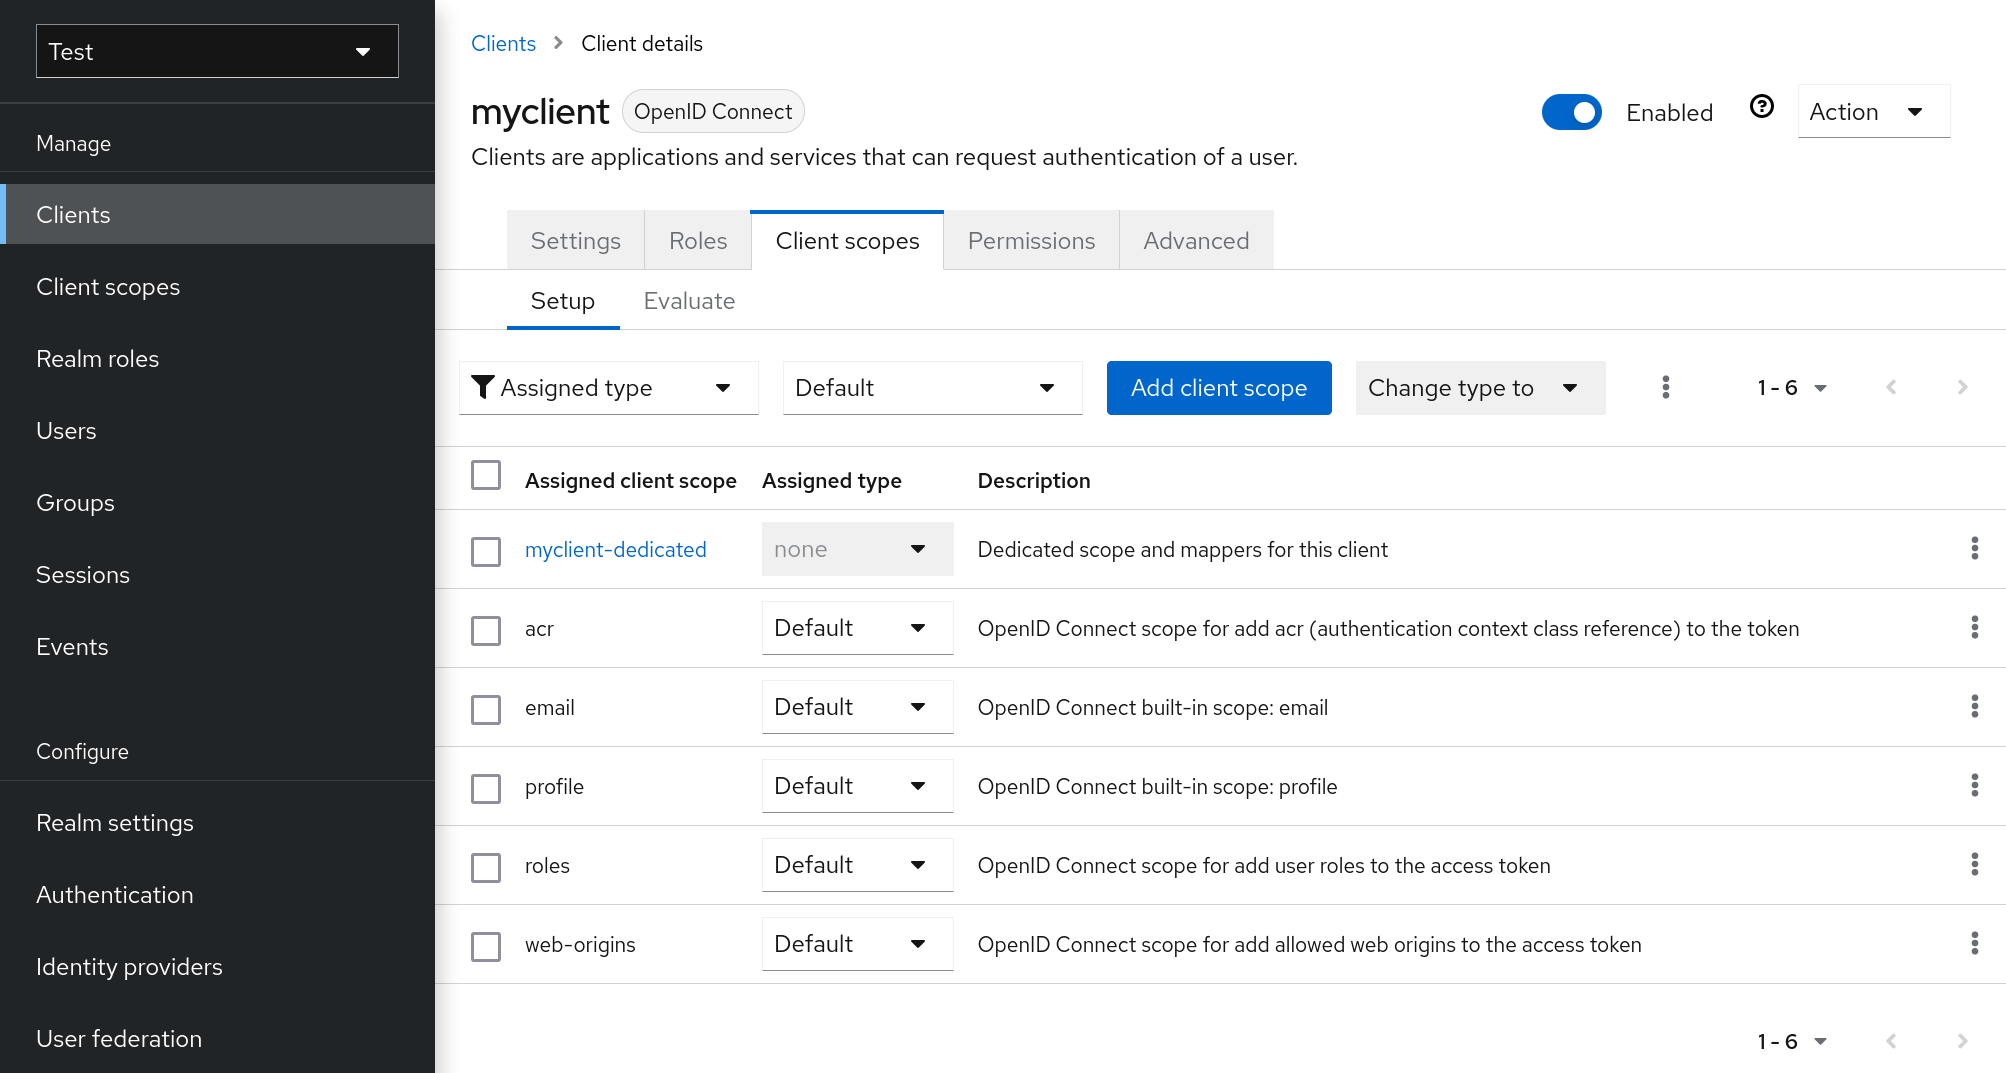 Test
Manage
Clients
Client scopes
Realm roles
Users
Groups
Sessions
Events
Configure
Realm settings
Authentication
Identity providers
User federation
Clients Client details
myclient OpenID Connect
Enabled Action
Clients are applications and services that can request authentication of a user.
Settings Roles Client scopes Permissions Advanced
Setup Evaluate
Assigned type Default Add client scope Change type to 1 - 6
Assigned client scope Assigned type Description
myclient-dedicated none Dedicated scope and mappers for this client
acr Default OpenID Connect scope for add acr (authentication context class reference) to the token
email Default OpenID Connect built-in scope: email
profile Default OpenID Connect built-in scope: profile
roles Default OpenID Connect scope for add user roles to the access token
web-origins Default OpenID Connect scope for add allowed web origins to the access token
1 - 6